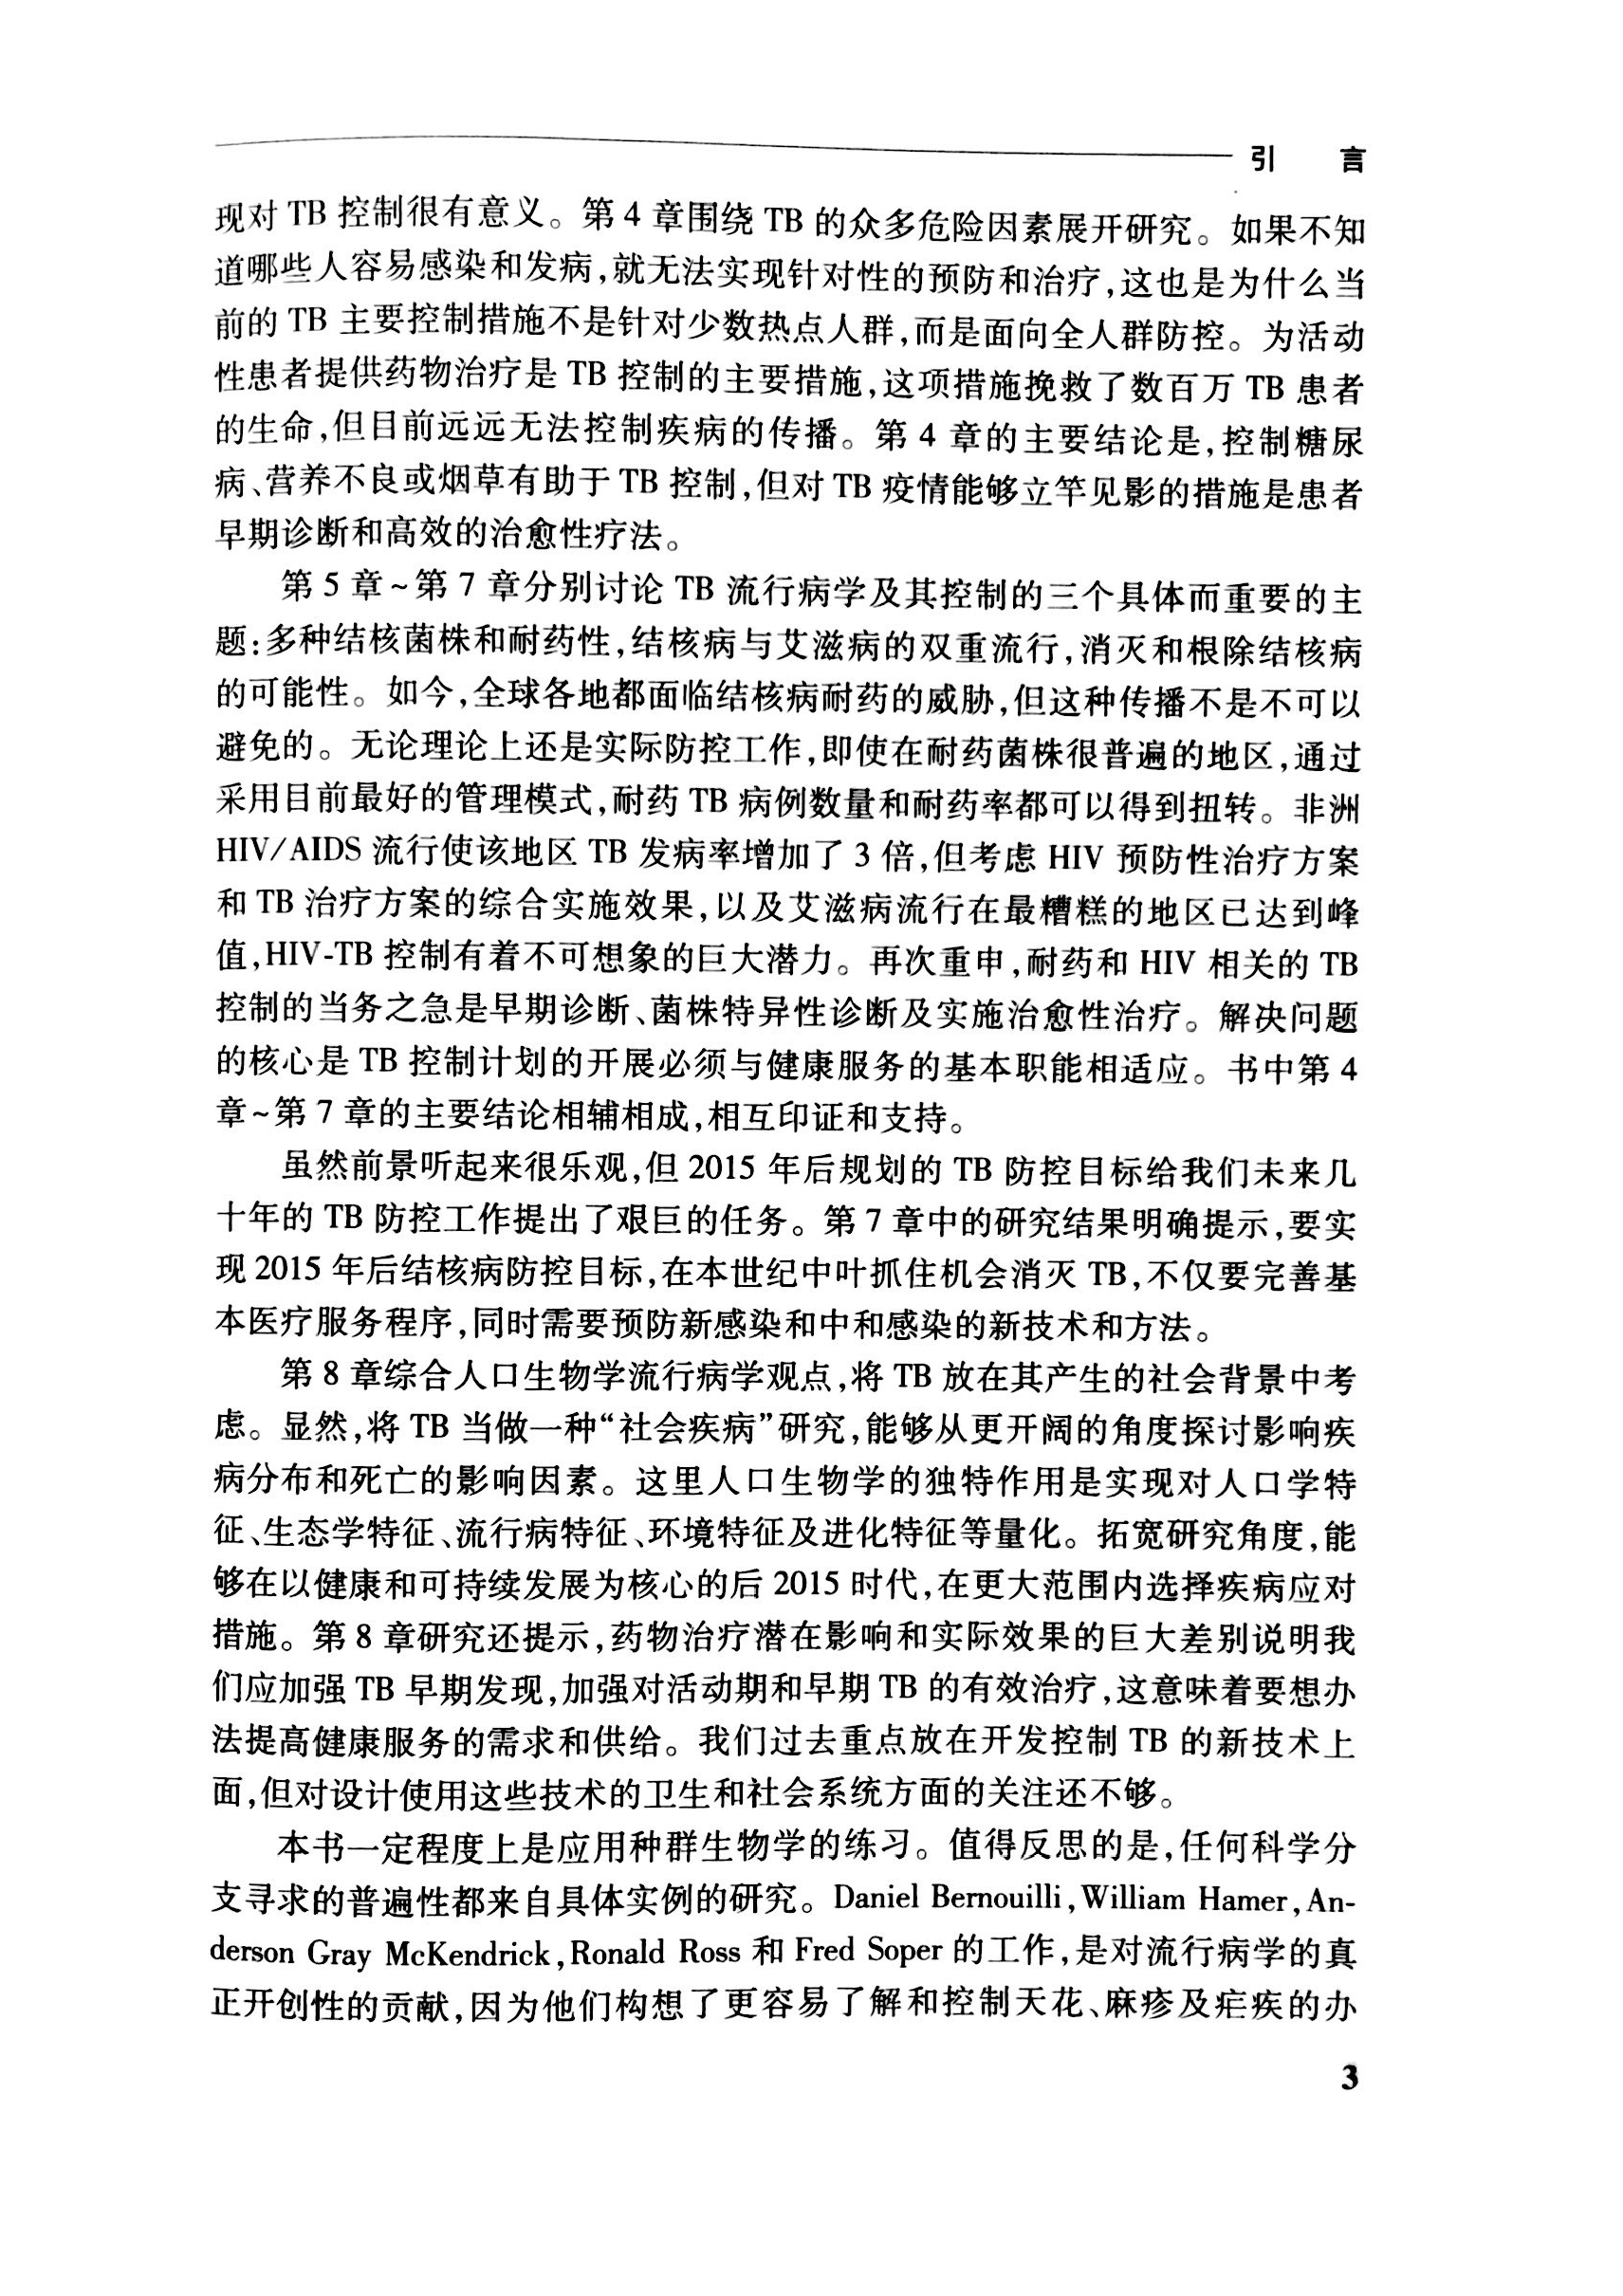 引 言
现对 TB 控制很有意义。第 4 章围绕 TB 的众多危险因素展开研究。如果不知
道哪些人容易感染和发病,就无法实现针对性的预防和治疗,这也是为什么当
前的 TB 主要控制措施不是针对少数热点人群,而是面向全人群防控。为活动
性患者提供药物治疗是 TB 控制的主要措施,这项措施挽救了数百万 TB 患者
的生命,但目前远远无法控制疾病的传播。第 4 章的主要结论是,控制糖尿
病、营养不良或烟草有助于 TB 控制,但对 TB 疫情能够立竿见影的措施是患者
早期诊断和高效的治愈性疗法。
第 5 章~第 7 章分别讨论 TB 流行病学及其控制的三个具体而重要的主
题:多种结核菌株和耐药性,结核病与艾滋病的双重流行,消灭和根除结核病
的可能性。如今,全球各地都面临结核病耐药的威胁,但这种传播不是不可以
避免的。无论理论上还是实际防控工作,即使在耐药菌株很普遍的地区,通过
采用目前最好的管理模式,耐药 TB 病例数量和耐药率都可以得到扭转。非洲
HIV/AIDS 流行使该地区 TB 发病率增加了 3 倍,但考虑 HIV 预防性治疗方案
和 TB 治疗方案的综合实施效果,以及艾滋病流行在最糟糕的地区已达到峰
值,HIV-TB 控制有着不可想象的巨大潜力。再次重申,耐药和 HIV 相关的 TB
控制的当务之急是早期诊断、菌株特异性诊断及实施治愈性治疗。解决问题
的核心是 TB 控制计划的开展必须与健康服务的基本职能相适应。书中第 4
章~第 7 章的主要结论相辅相成,相互印证和支持。
虽然前景听起来很乐观,但 2015 年后规划的 TB 防控目标给我们未来几
十年的 TB 防控工作提出了艰巨的任务。第 7 章中的研究结果明确提示,要实
现 2015 年后结核病防控目标,在本世纪中叶抓住机会消灭 TB,不仅要完善基
本医疗服务程序,同时需要预防新感染和中和感染的新技术和方法。
第 8 章综合人口生物学流行病学观点,将 TB 放在其产生的社会背景中考
虑。显然,将 TB 当做一种“社会疾病”研究,能够从更开阔的角度探讨影响疾
病分布和死亡的影响因素。这里人口生物学的独特作用是实现对人口学特
征、生态学特征、流行病特征、环境特征及进化特征等量化。拓宽研究角度,能
够在以健康和可持续发展为核心的后 2015 时代,在更大范围内选择疾病应对
措施。第 8 章研究还提示,药物治疗潜在影响和实际效果的巨大差别说明我
们应加强 TB 早期发现,加强对活动期和早期 TB 的有效治疗,这意味着要想办
法提高健康服务的需求和供给。我们过去重点放在开发控制 TB 的新技术上
面,但对设计使用这些技术的卫生和社会系统方面的关注还不够。
本书一定程度上是应用种群生物学的练习。值得反思的是,任何科学分
支寻求的普遍性都来自具体实例的研究。Daniel Bernouilli,William Hamer,An-
derson Gray McKendrick,Ronald Ross 和 Fred Soper 的工作,是对流行病学的真
正开创性的贡献,因为他们构想了更容易了解和控制天花、麻疹及疟疾的办
3